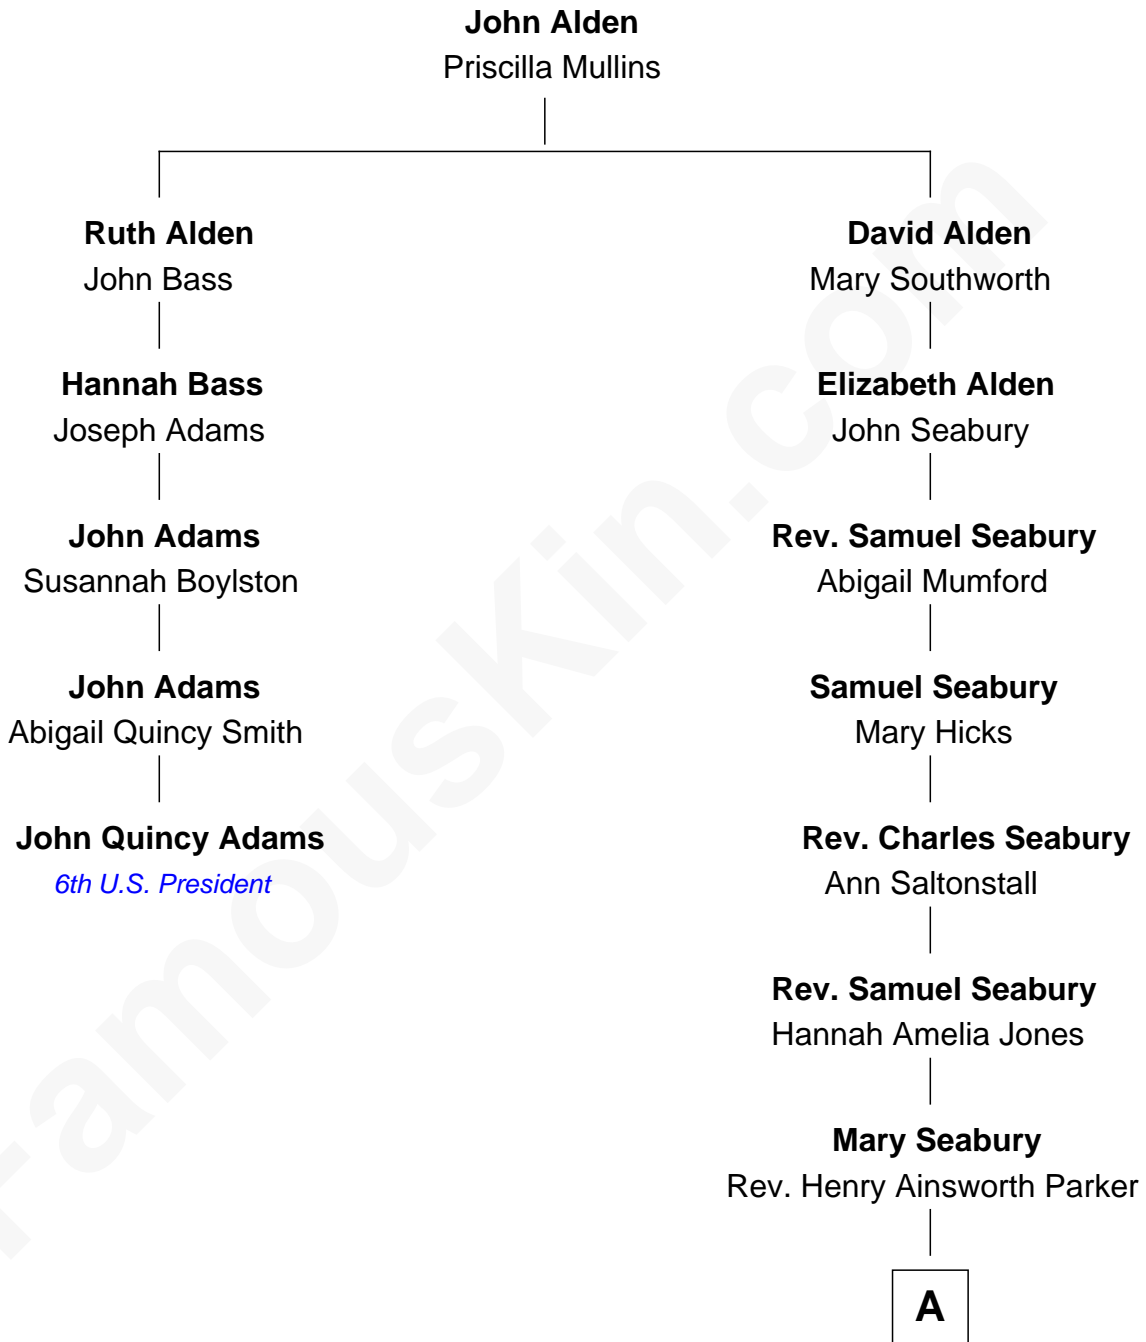 John Alden
Priscilla Mullins
Ruth Alden
John Bass
David Alden
Mary Southworth
Hannah Bass
Joseph Adams
Elizabeth Alden
John Seabury
John Adams
Susannah Boylston
Rev. Samuel Seabury
Abigail Mumford
John Adams
Abigail Quincy Smith
Samuel Seabury
Mary Hicks
John Quincy Adams
6th U.S. President
Rev. Charles Seabury
Ann Saltonstall
Rev. Samuel Seabury
Hannah Amelia Jones
Mary Seabury
Rev. Henry Ainsworth Parker
A
FamousKin.com